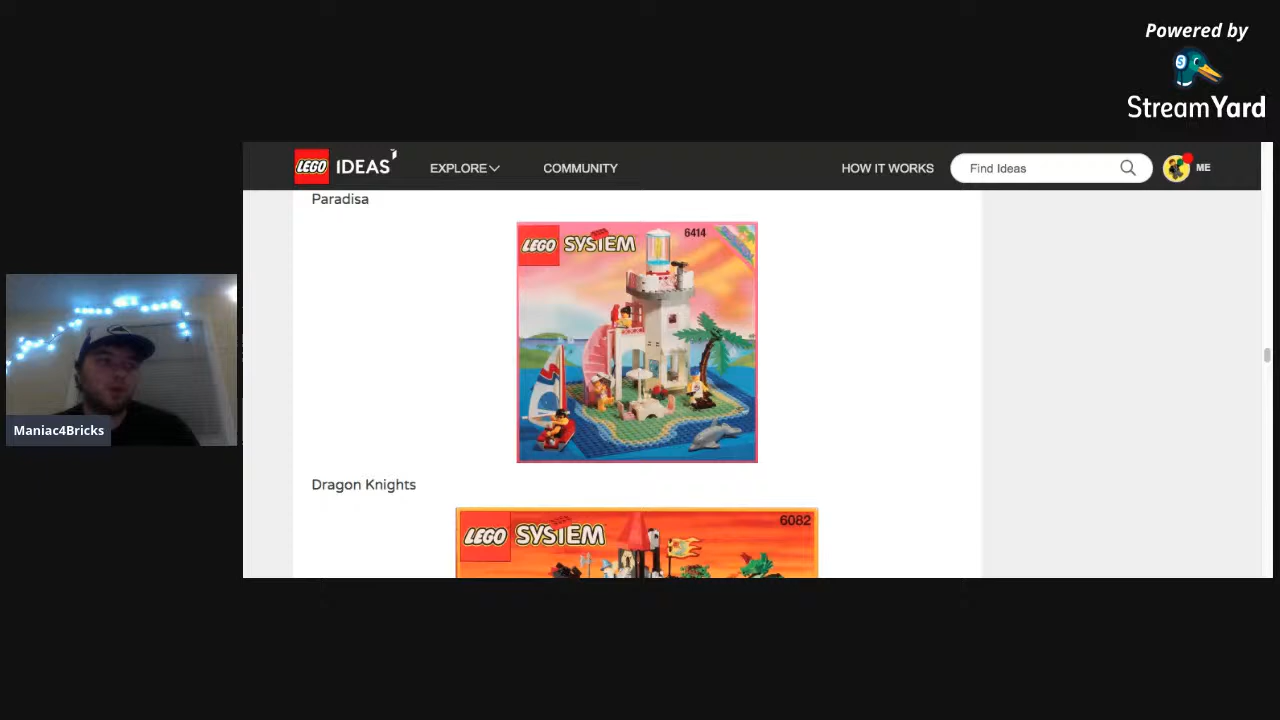 Powered by
StreamYard
LEGO IDEAS EXPLORE COMMUNITY HOW IT WORKS Find Ideas ME
Paradisa
LEGO SYSTEM 6414
Maniac4Bricks
Dragon Knights
LEGO SYSTEM 6082